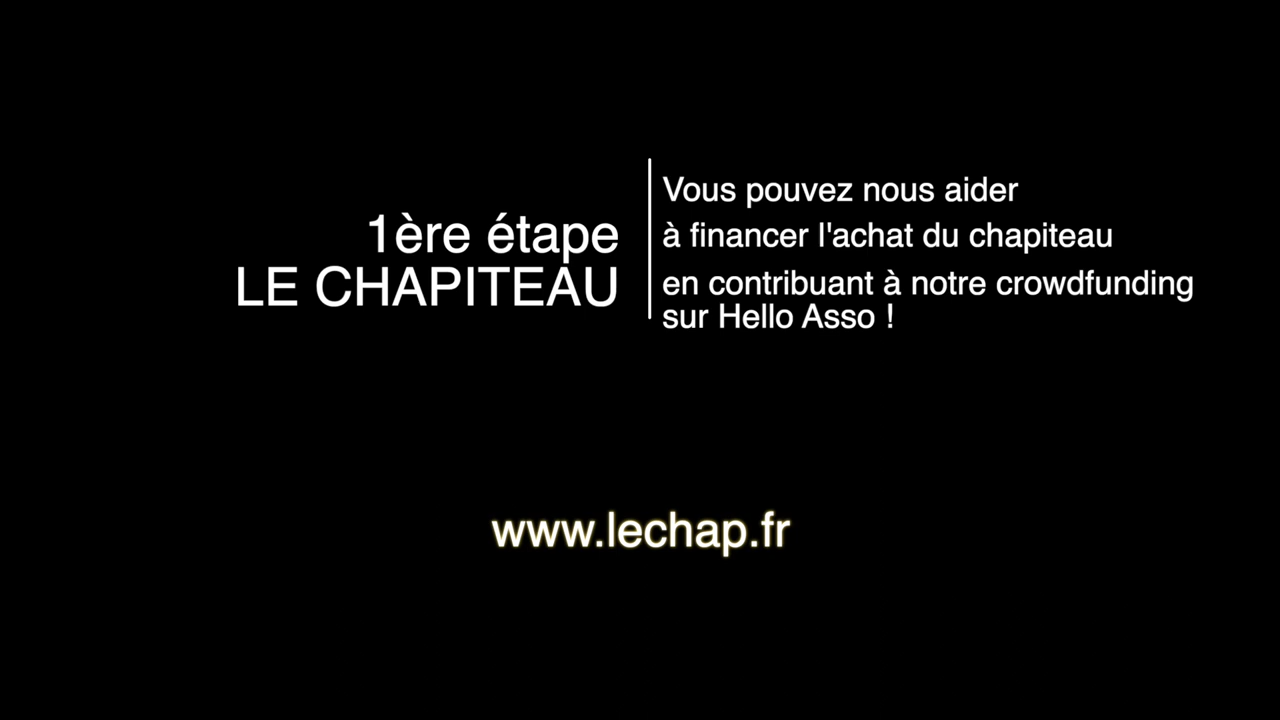 1ère étape
LE CHAPITEAU
Vous pouvez nous aider
à financer l'achat du chapiteau
en contribuant à notre crowdfunding
sur Hello Asso !
www.lechap.fr